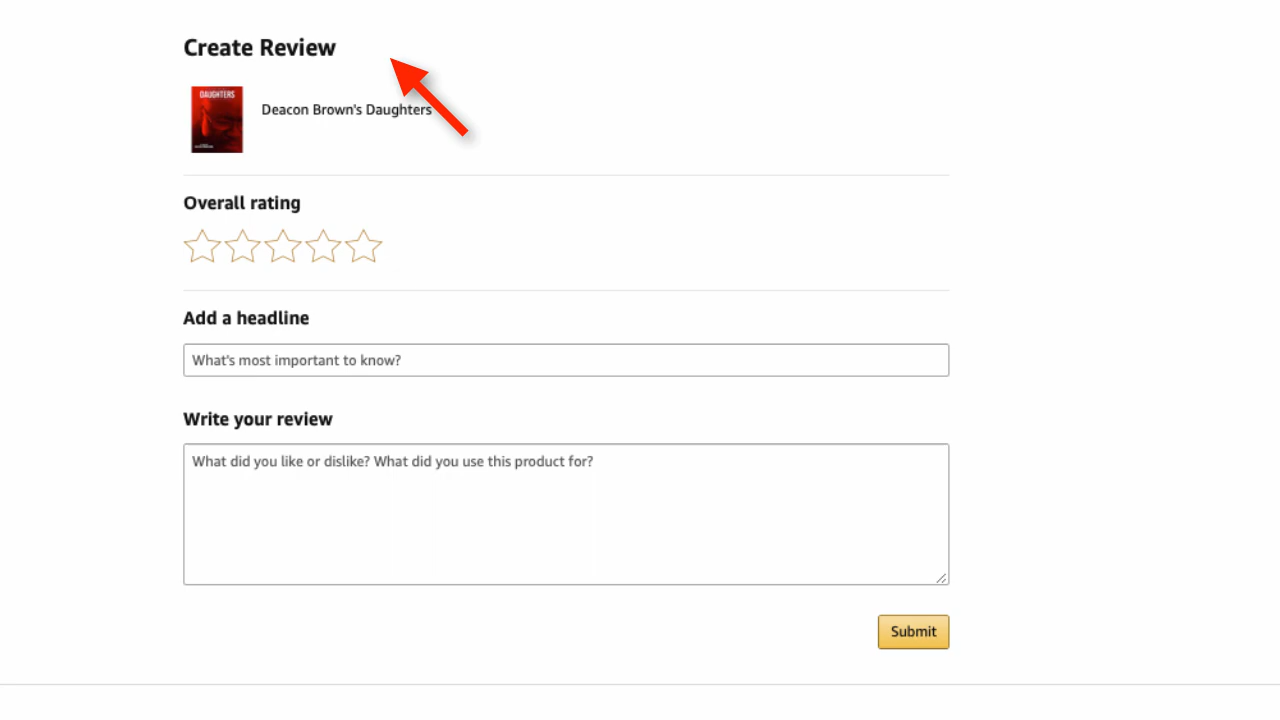 Create Review
DAUGHTERS
Deacon Brown's Daughters
Overall rating
Add a headline
What's most important to know?
Write your review
What did you like or dislike? What did you use this product for?
Submit